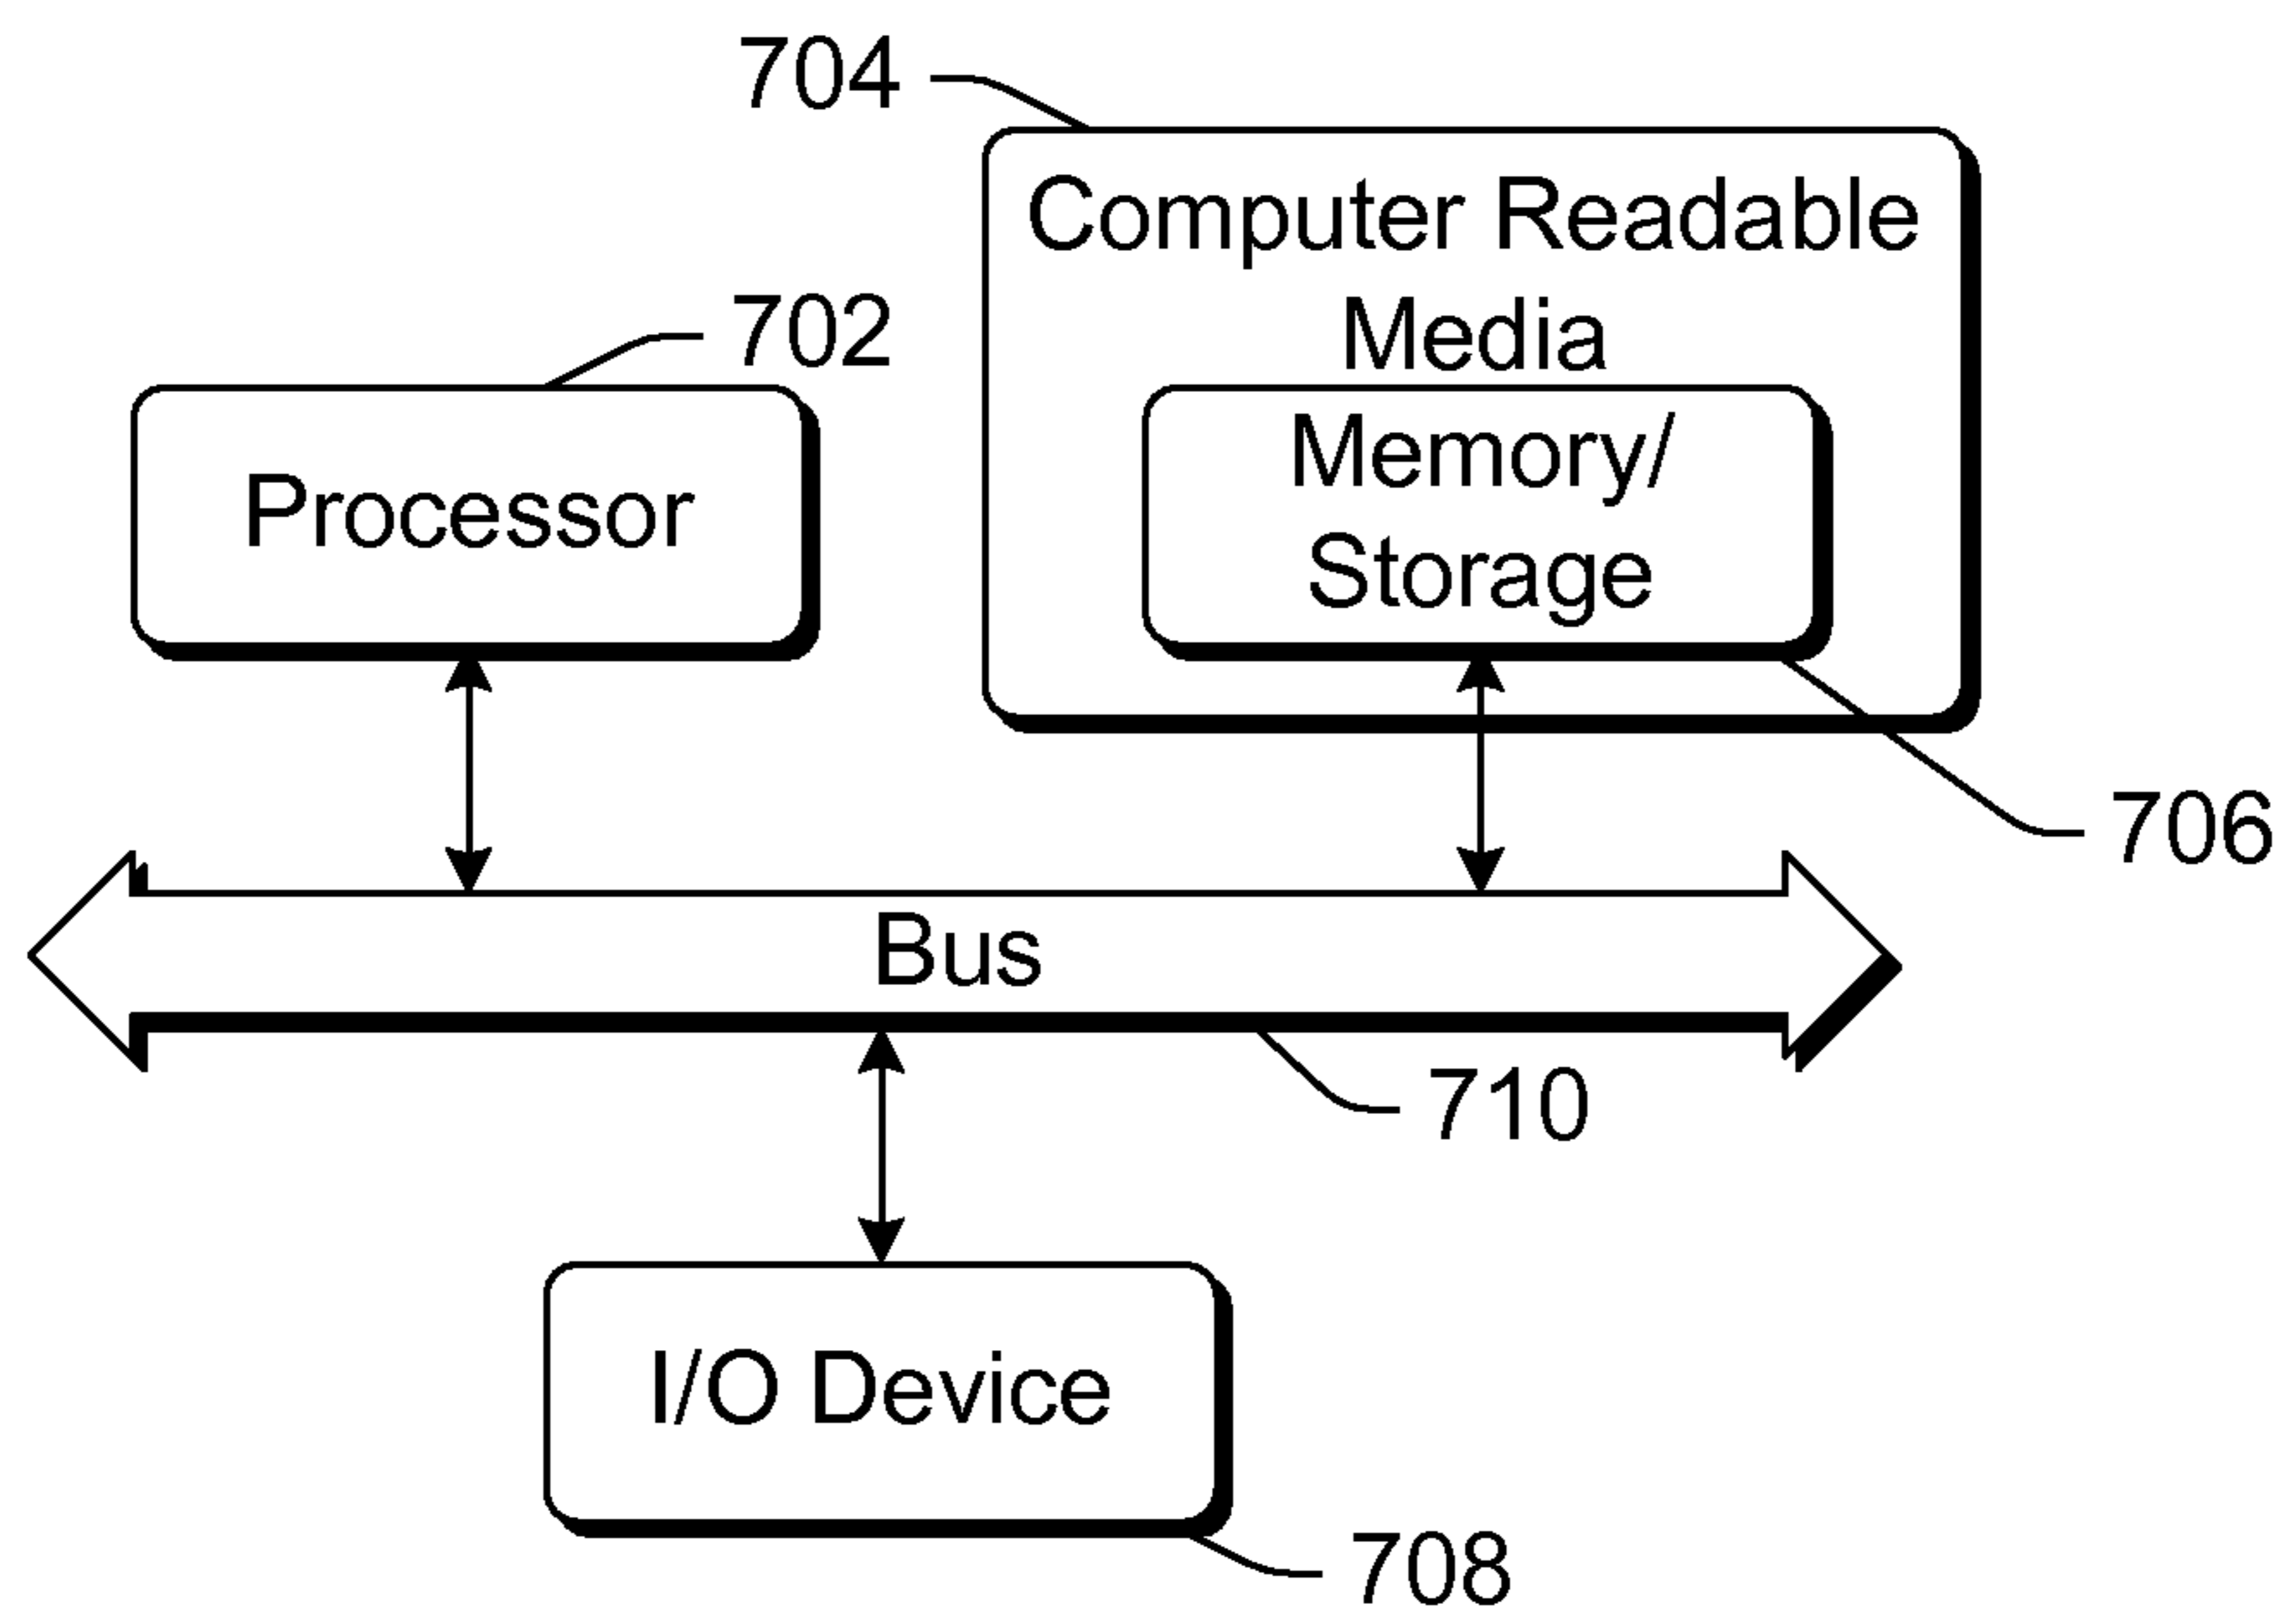 704
Computer Readable
Media
702
Processor
Memory/
Storage
706
Bus
710
I/O Device
708